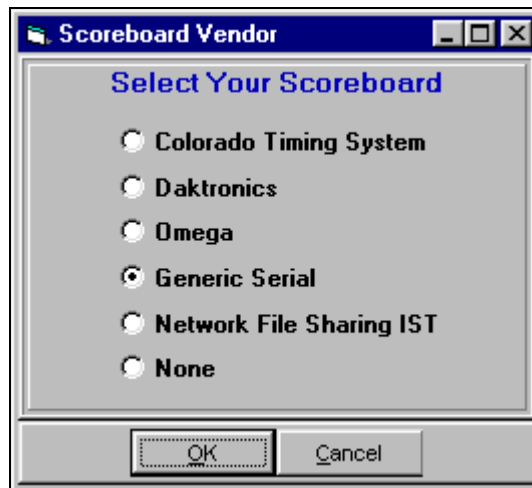 Scoreboard Vendor
Select Your Scoreboard
Colorado Timing System
Daktronics
Omega
Generic Serial
Network File Sharing IST
None
OK Cancel